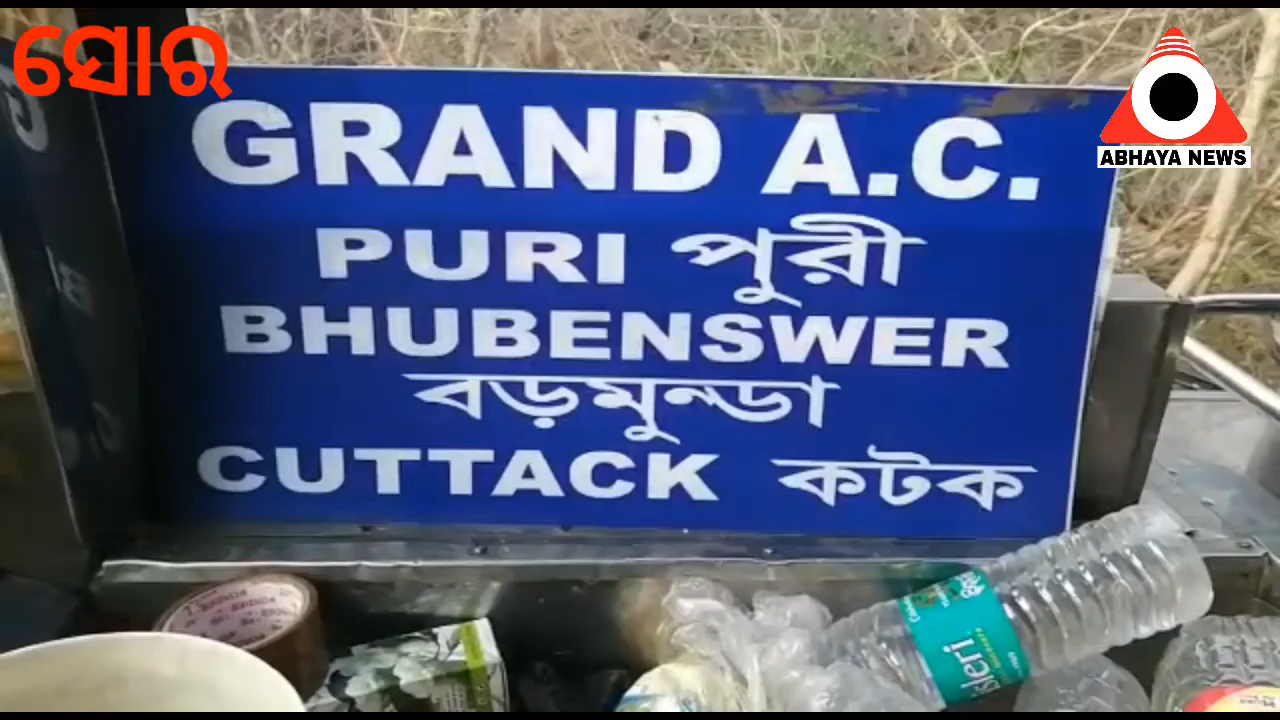 ସୋର
ABHAYA NEWS
GRAND A.C.
PURI পুরী
BHUBENSWER
বড়মুন্ডা
CUTTACK কটক